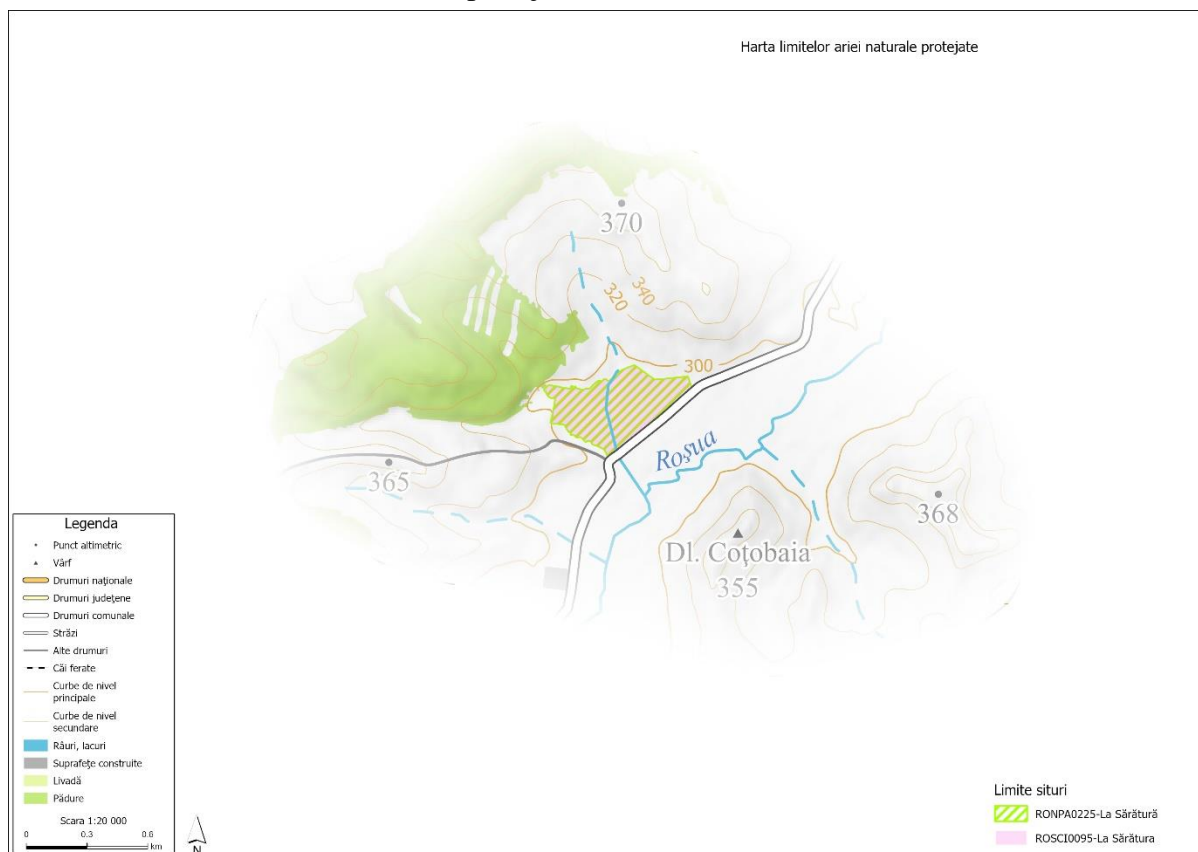 Harta limitelor ariei naturale protejate
370
340
320
300
Roșua
365
368
Dl. Coțobaia
355
Legenda
Punct altimetric
Vârf
Drumuri naționale
Drumuri județene
Drumuri comunale
Străzi
Alte drumuri
Căi ferate
Curbe de nivel
principale
Curbe de nivel
secundare
Râuri, lacuri
Suprafețe construite
Livadă
Pădure
Scara 1:20 000
0 0.3 0.6
km
N
Limite situri
RONPA0225-La Sărătură
ROSCI0095-La Sărătura